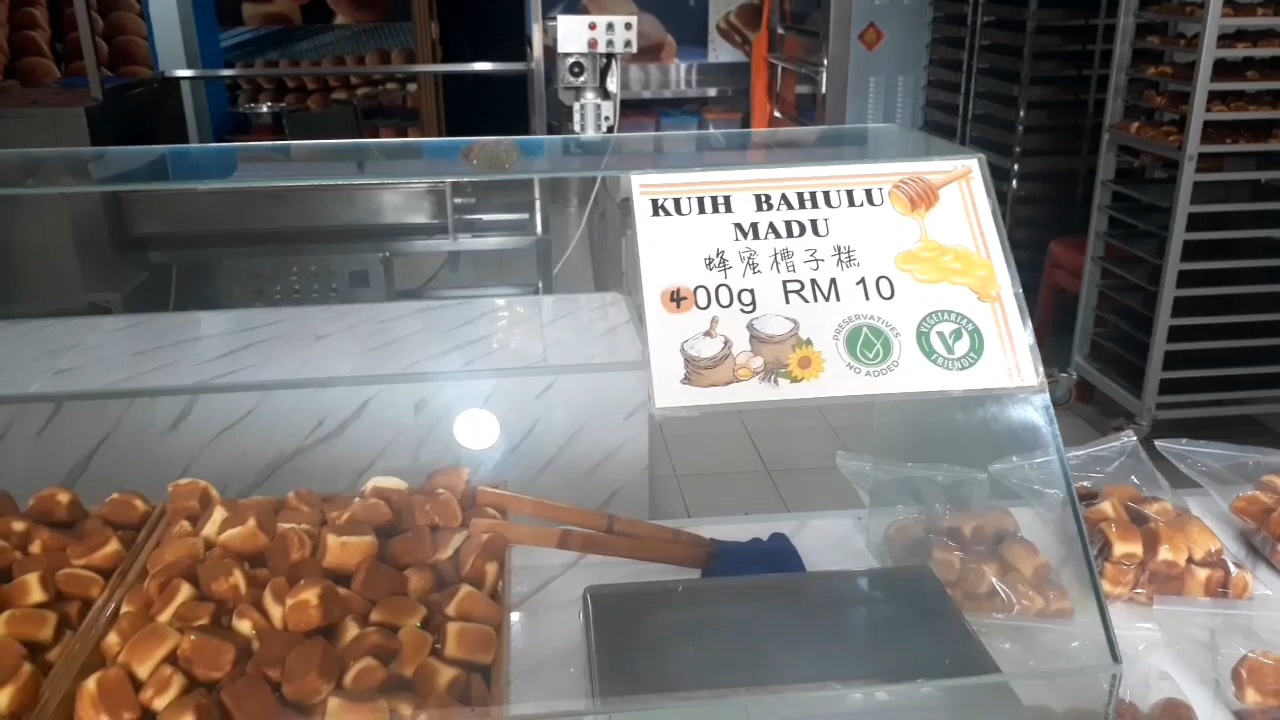 KUIH BAHULU
MADU
蜂蜜槽子糕
400g RM 10
PRESERVATIVES
NO ADDED
VEGETARIAN
FRIENDLY